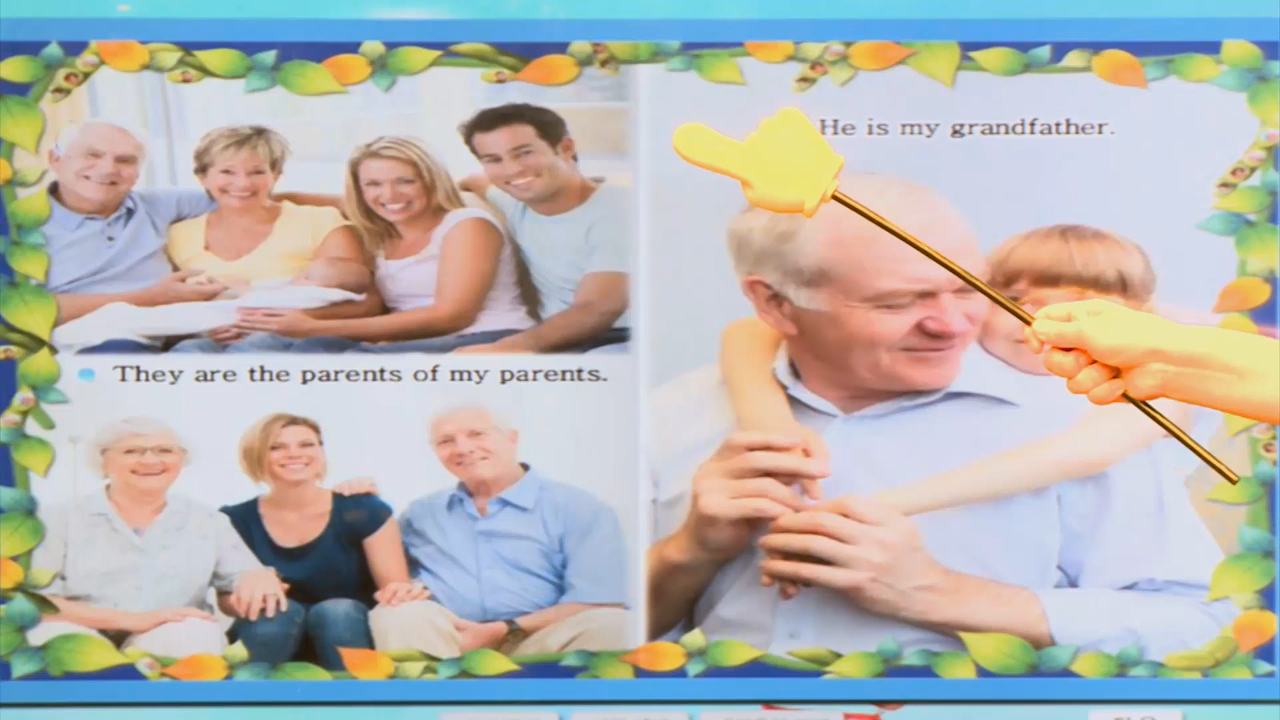 They are the parents of my parents.
He is my grandfather.